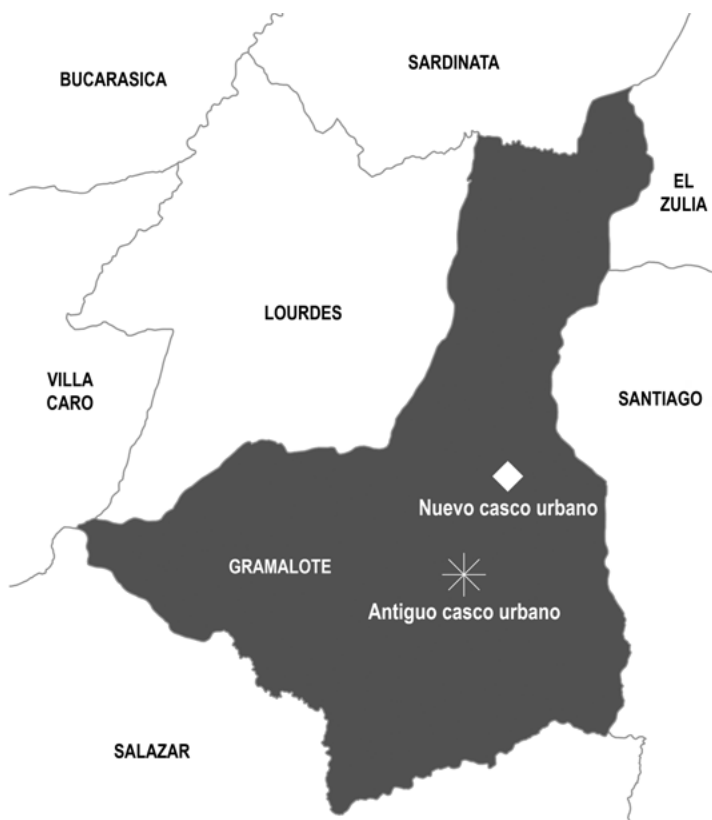 SARDINATA
BUCARASICA
EL
ZULIA
LOURDES
VILLA
CARO
SANTIAGO
Nuevo casco urbano
GRAMALOTE
Antiguo casco urbano
SALAZAR